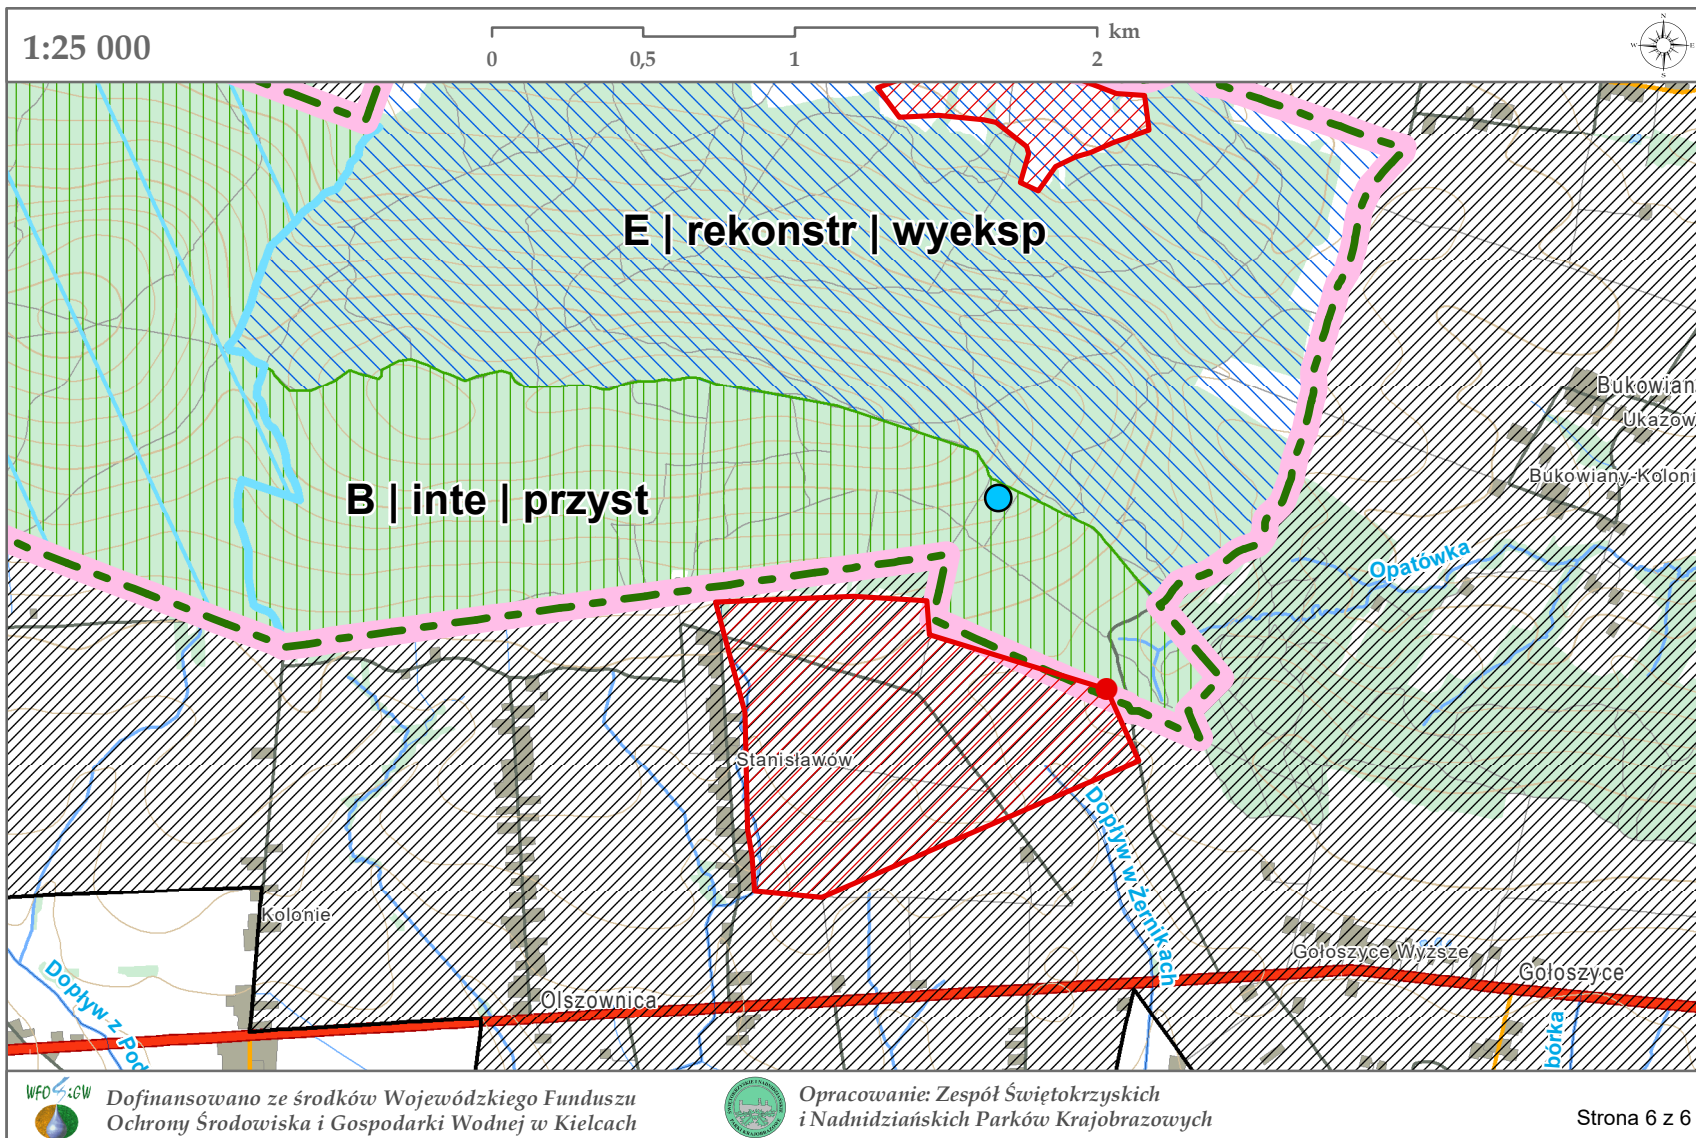 1:25 000
km
0 0,5 1 2
N
W E
S
E | rekonstr | wyeksp
B | inte | przyst
Bukowian
Ukazow
Bukowiany-Koloni
Opatówka
Stanisławów
Dopływ w Żernikach
Kolonie
Gołoszyce Wyższe
Gołoszyce
Olszownica
Dopływ z Pod
bórka
WFOŚiGW
Dofinansowano ze środków Wojewódzkiego Funduszu
Ochrony Środowiska i Gospodarki Wodnej w Kielcach
Opracowanie: Zespół Świętokrzyskich
i Nadnidziańskich Parków Krajobrazowych
Strona 6 z 6